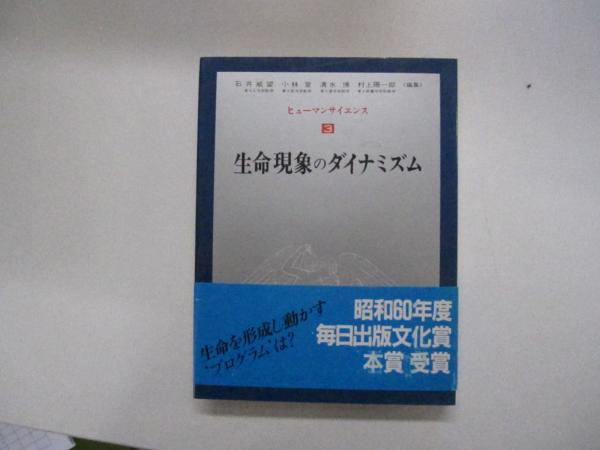 石井威望 小林登 清水博 村上陽一郎 〈編集〉
ヒューマンサイエンス
3
生命現象のダイナミズム
生命を形成し動かす
"プログラム"は?
昭和60年度
毎日出版文化賞
本賞 受賞